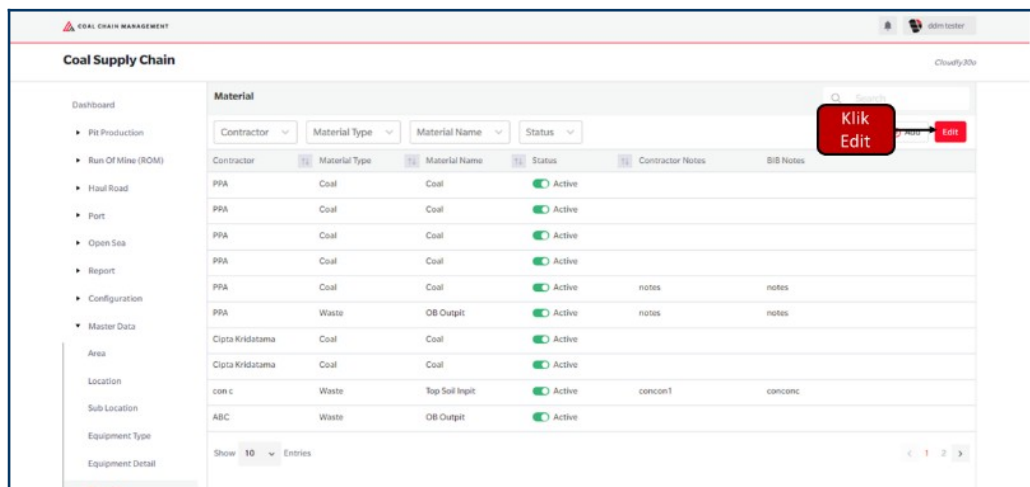 COAL CHAIN MANAGEMENT
ddm tester
Coal Supply Chain
Cloudfy30o
Dashboard
Pit Production
Run Of Mine (ROM)
Haul Road
Port
Open Sea
Report
Configuration
Master Data
Area
Location
Sub Location
Equipment Type
Equipment Detail
Material
Search
Klik
Edit
Contractor Material Type Material Name Status
Add Edit
Contractor Material Type Material Name Status Contractor Notes BIB Notes
PPA Coal Coal Active
PPA Coal Coal Active
PPA Coal Coal Active
PPA Coal Coal Active
PPA Coal Coal Active notes notes
PPA Waste OB Outpit Active notes notes
Cipta Kridatama Coal Coal Active
Cipta Kridatama Coal Coal Active
con c Waste Top Soil Inpit Active concon1 conconc
ABC Waste OB Outpit Active
Show 10 Entries
< 1 2 >